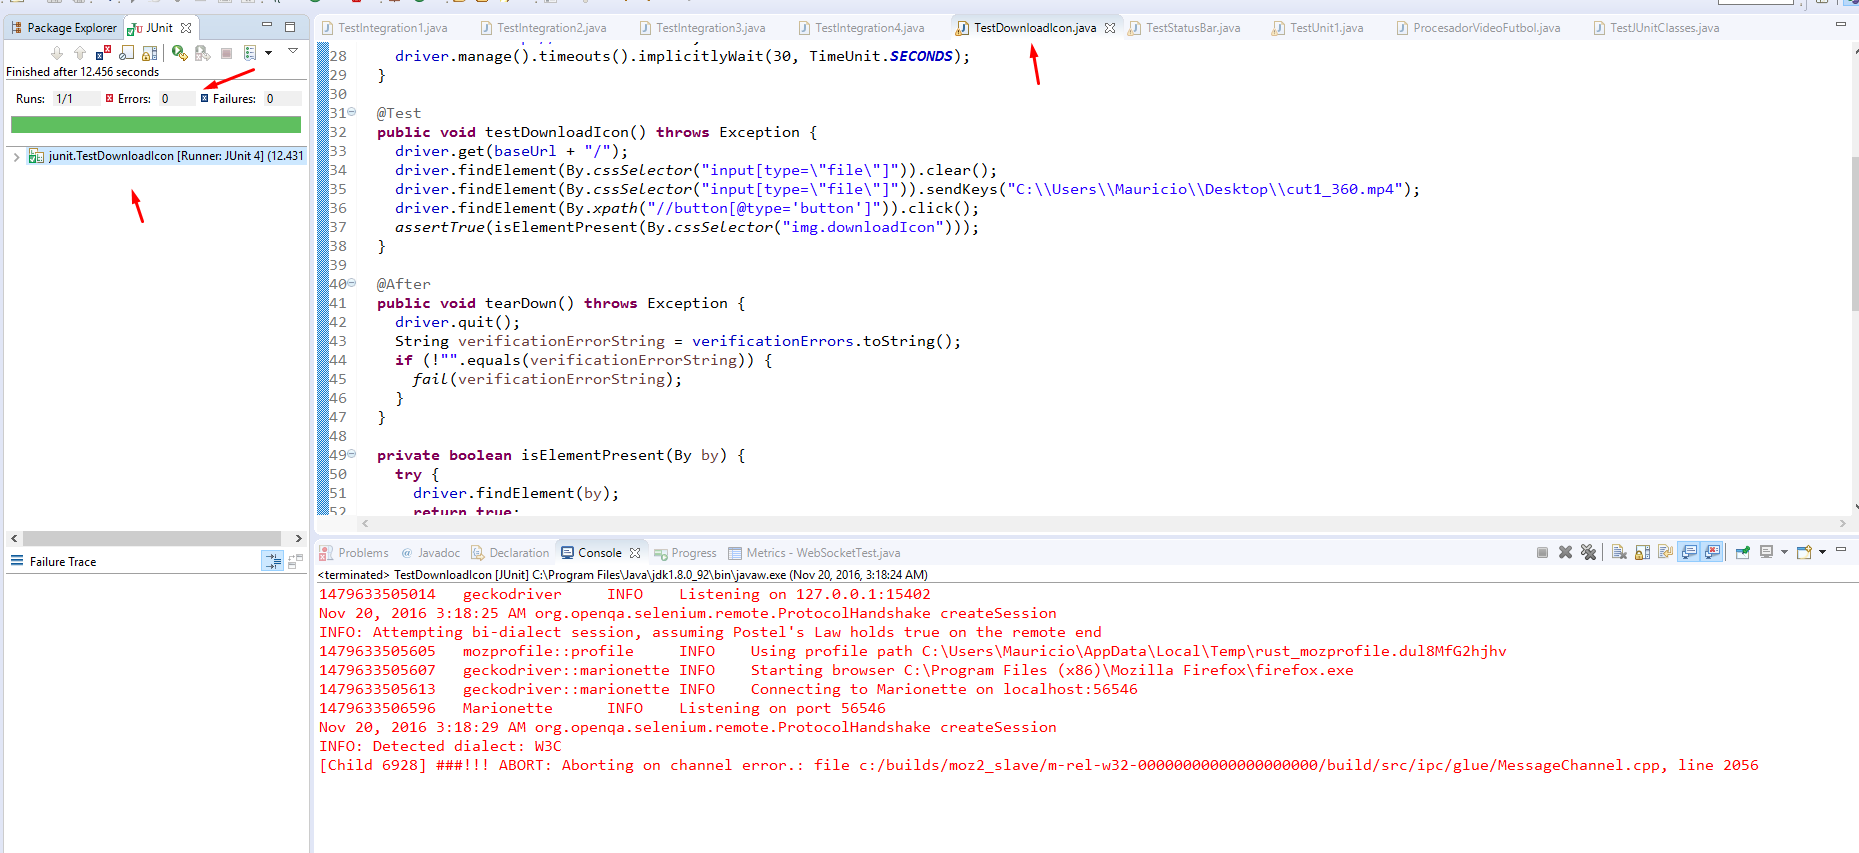 Package Explorer JUnit
Finished after 12.456 seconds
Runs: 1/1 Errors: 0 Failures: 0
junit.TestDownloadIcon [Runner: JUnit 4] (12.431
Failure Trace
TestIntegration1.java TestIntegration2.java TestIntegration3.java TestIntegration4.java TestDownloadIcon.java TestStatusBar.java TestUnit1.java ProcesadorVideoFutbol.java TestJUnitClasses.java
28 driver.manage().timeouts().implicitlyWait(30, TimeUnit.SECONDS);
29 }
30
31 @Test
32 public void testDownloadIcon() throws Exception {
33 driver.get(baseUrl + "/");
34 driver.findElement(By.cssSelector("input[type=\"file\"]")).clear();
35 driver.findElement(By.cssSelector("input[type=\"file\"]")).sendKeys("C:\\Users\\Mauricio\\Desktop\\cut1_360.mp4");
36 driver.findElement(By.xpath("//button[@type='button']")).click();
37 assertTrue(isElementPresent(By.cssSelector("img.downloadIcon")));
38 }
39
40 @After
41 public void tearDown() throws Exception {
42 driver.quit();
43 String verificationErrorString = verificationErrors.toString();
44 if (!"".equals(verificationErrorString)) {
45 fail(verificationErrorString);
46 }
47 }
48
49 private boolean isElementPresent(By by) {
50 try {
51 driver.findElement(by);
52 return true;
Problems Javadoc Declaration Console Progress Metrics - WebSocketTest.java
<terminated> TestDownloadIcon [JUnit] C:\Program Files\Java\jdk1.8.0_92\bin\javaw.exe (Nov 20, 2016, 3:18:24 AM)
1479633505014 geckodriver INFO Listening on 127.0.0.1:15402
Nov 20, 2016 3:18:25 AM org.openqa.selenium.remote.ProtocolHandshake createSession
INFO: Attempting bi-dialect session, assuming Postel's Law holds true on the remote end
1479633505605 mozprofile::profile INFO Using profile path C:\Users\Mauricio\AppData\Local\Temp\rust_mozprofile.dul8MfG2hjhv
1479633505607 geckodriver::marionette INFO Starting browser C:\Program Files (x86)\Mozilla Firefox\firefox.exe
1479633505613 geckodriver::marionette INFO Connecting to Marionette on localhost:56546
1479633506596 Marionette INFO Listening on port 56546
Nov 20, 2016 3:18:29 AM org.openqa.selenium.remote.ProtocolHandshake createSession
INFO: Detected dialect: W3C
[Child 6928] ###!!! ABORT: Aborting on channel error.: file c:/builds/moz2_slave/m-rel-w32-00000000000000000000/build/src/ipc/glue/MessageChannel.cpp, line 2056